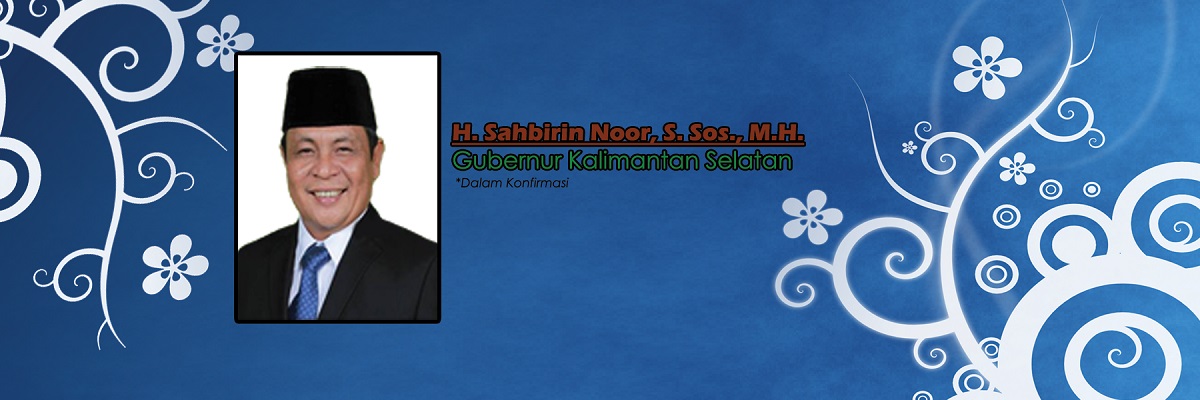 H. Sahbirin Noor, S. Sos., M.H.
Gubernur Kalimantan Selatan
*Dalam Konfirmasi